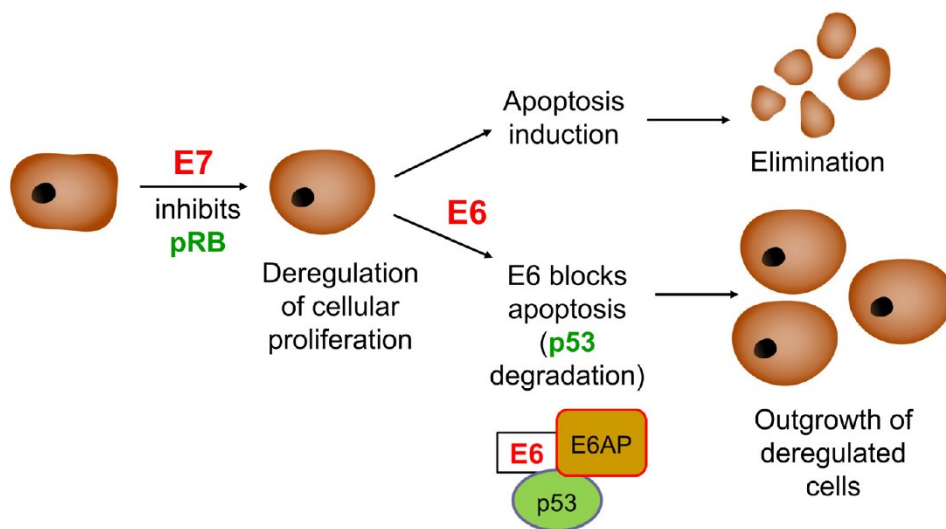 E7
inhibits
pRB
Deregulation
of cellular
proliferation
Apoptosis
induction
Elimination
E6
E6 blocks
apoptosis
(p53
degradation)
E6
E6AP
p53
Outgrowth of
deregulated
cells